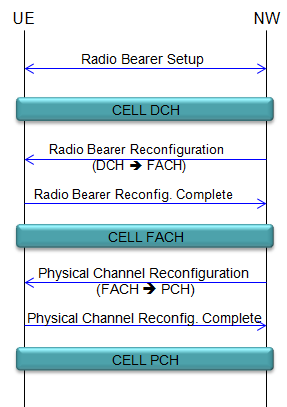 UE NW
Radio Bearer Setup
CELL DCH
Radio Bearer Reconfiguration
(DCH 🡺 FACH)
Radio Bearer Reconfig. Complete
CELL FACH
Physical Channel Reconfiguration
(FACH 🡺 PCH)
Physical Channel Reconfig. Complete
CELL PCH